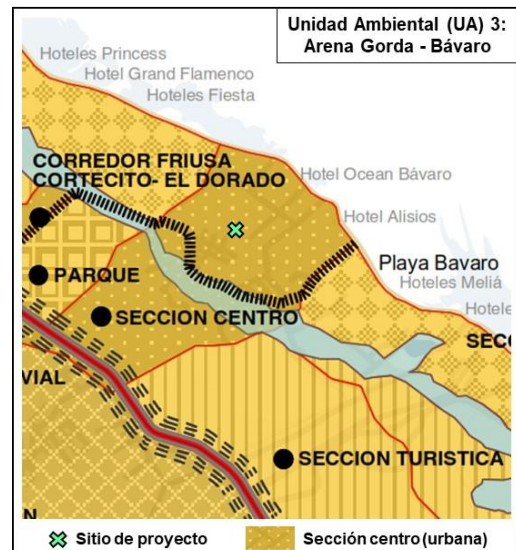 Unidad Ambiental (UA) 3:
Arena Gorda - Bávaro
Hoteles Princess
Hotel Grand Flamenco
Hoteles Fiesta
CORREDOR FRIUSA
CORTECITO- EL DORADO
Hotel Ocean Bávaro
Hotel Alisios
PARQUE
Playa Bavaro
Hoteles Meliá
Hotele
SECCION CENTRO
SECC
VIAL
SECCION TURISTICA
N
Sitio de proyecto
Sección centro (urbana)